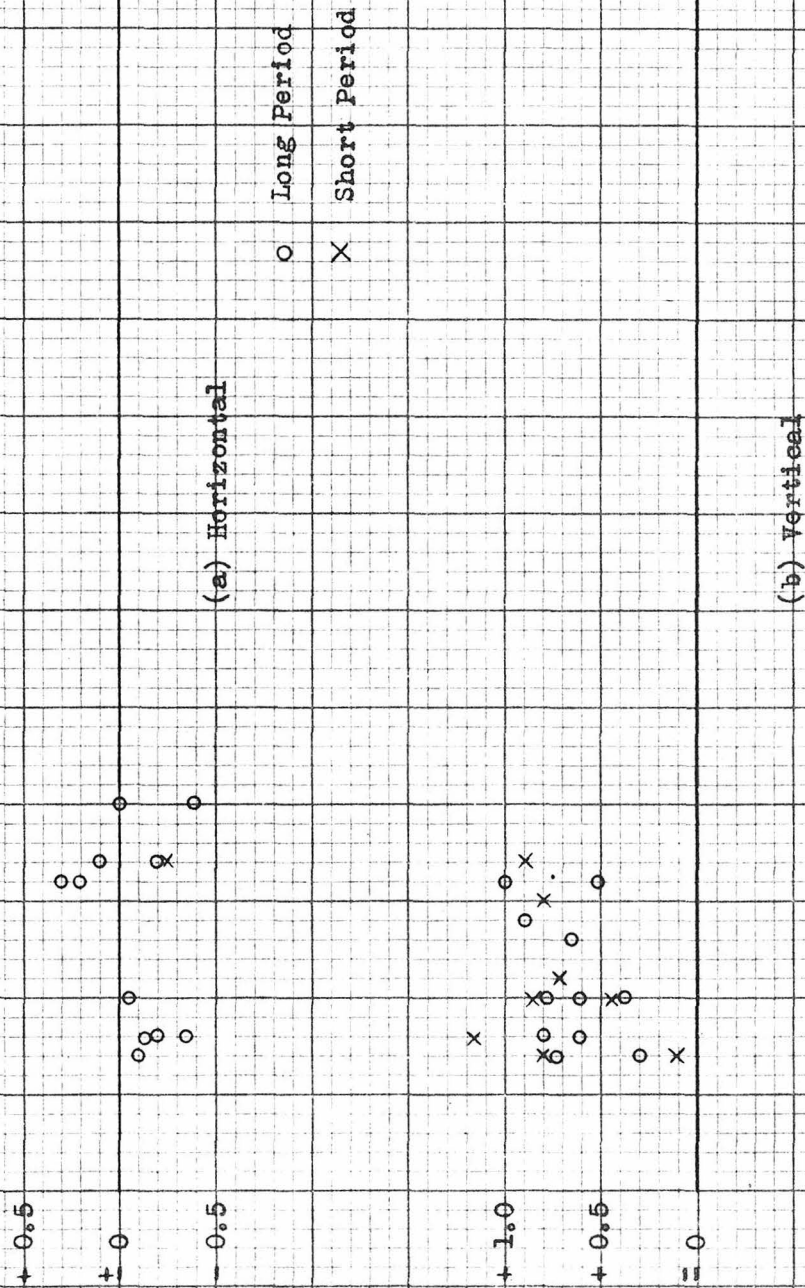 + 0.5
+ 0
- 0.5
(a) Horizontal
O Long Period
X Short Period
+ 1.0
+ 0.5
= 0
(b) Vertical